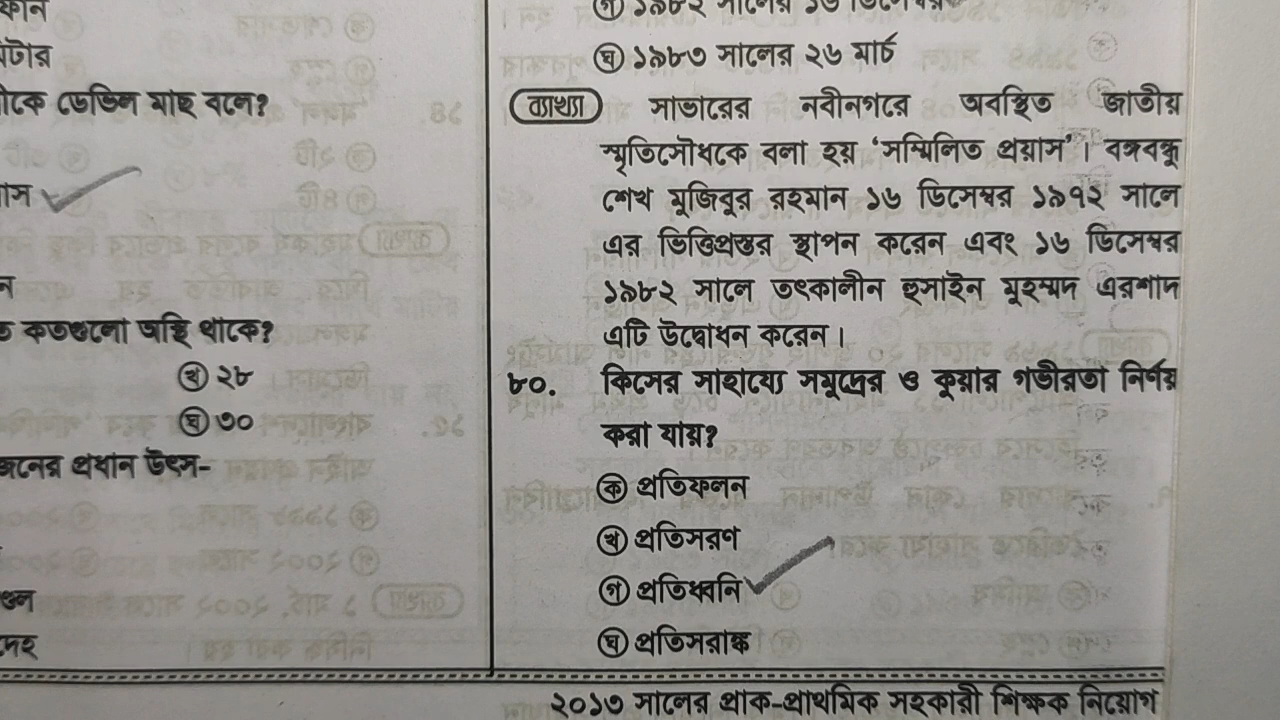 টার
কে ডেভিল মাছ বলে?
কতগুলো অস্থি থাকে?
খ ২৮
ঘ ৩০
প্রধান উৎস-
গ ১৯৮২ সালের ১৬ ডিসেম্বর
ঘ ১৯৮৩ সালের ২৬ মার্চ
ব্যাখ্যা সাভারের নবীনগরে অবস্থিত জাতীয়
স্মৃতিসৌধকে বলা হয় ‘সম্মিলিত প্রয়াস’। বঙ্গবন্ধু
শেখ মুজিবুর রহমান ১৬ ডিসেম্বর ১৯৭২ সালে
এর ভিত্তিপ্রস্তর স্থাপন করেন এবং ১৬ ডিসেম্বর
১৯৮২ সালে তৎকালীন হুসাইন মুহম্মদ এরশাদ
এটি উদ্বোধন করেন।
৮০. কিসের সাহায্যে সমুদ্রের ও কুয়ার গভীরতা নির্ণয়
করা যায়?
ক প্রতিফলন
খ প্রতিসরণ
গ প্রতিধ্বনি
ঘ প্রতিসরাঙ্ক
২০১৩ সালের প্রাক-প্রাথমিক সহকারী শিক্ষক নিয়োগ